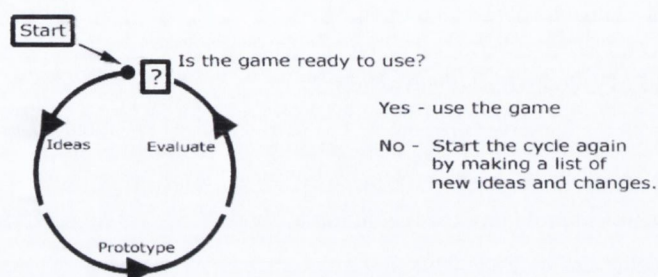 Start
Is the game ready to use?
?
Yes - use the game
Ideas
Evaluate
No - Start the cycle again
by making a list of
new ideas and changes.
Prototype